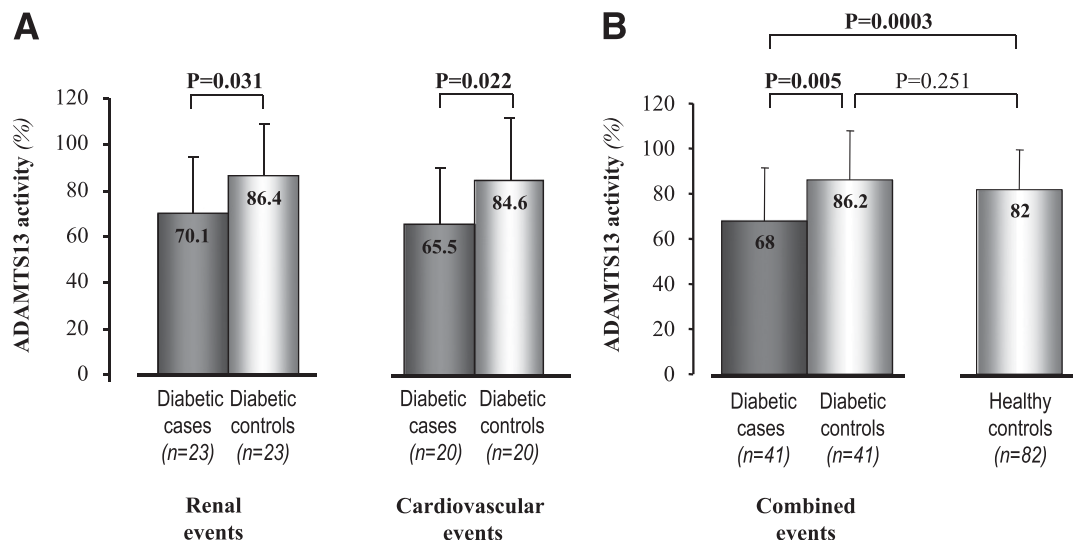 A
P=0.031
P=0.022
ADAMTS13 activity (%)
120
100
80
60
40
20
0
70.1
86.4
65.5
84.6
Diabetic Diabetic
cases controls
(n=23) (n=23)
Diabetic Diabetic
cases controls
(n=20) (n=20)
Renal
events
Cardiovascular
events
B
P=0.0003
P=0.005
P=0.251
ADAMTS13 activity (%)
120
100
80
60
40
20
0
68
86.2
82
Diabetic Diabetic
cases controls
(n=41) (n=41)
Healthy
controls
(n=82)
Combined
events